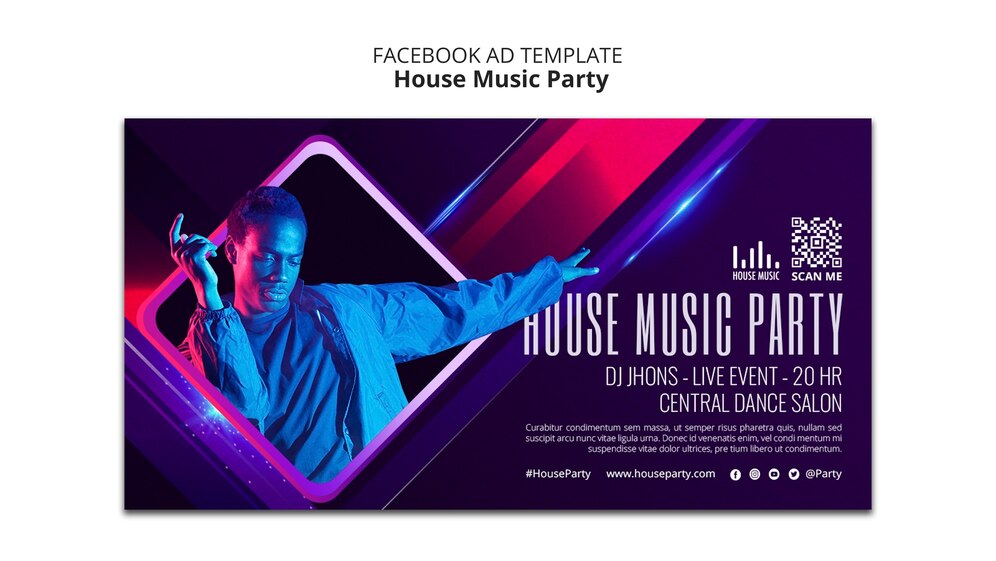 FACEBOOK AD TEMPLATE
House Music Party
HOUSE MUSIC
SCAN ME
HOUSE MUSIC PARTY
DJ JHONS - LIVE EVENT - 20 HR
CENTRAL DANCE SALON
Curabitur condimentum sem massa, ut semper risus pharetra quis, nullam sed
suscipit arcu nunc vitae ligula urna. Donec id venenatis enim, vel condi mentum mi
suspendisse vitae dolor ultrices, pre tium libero ut condimentum.
#HouseParty www.houseparty.com @Party